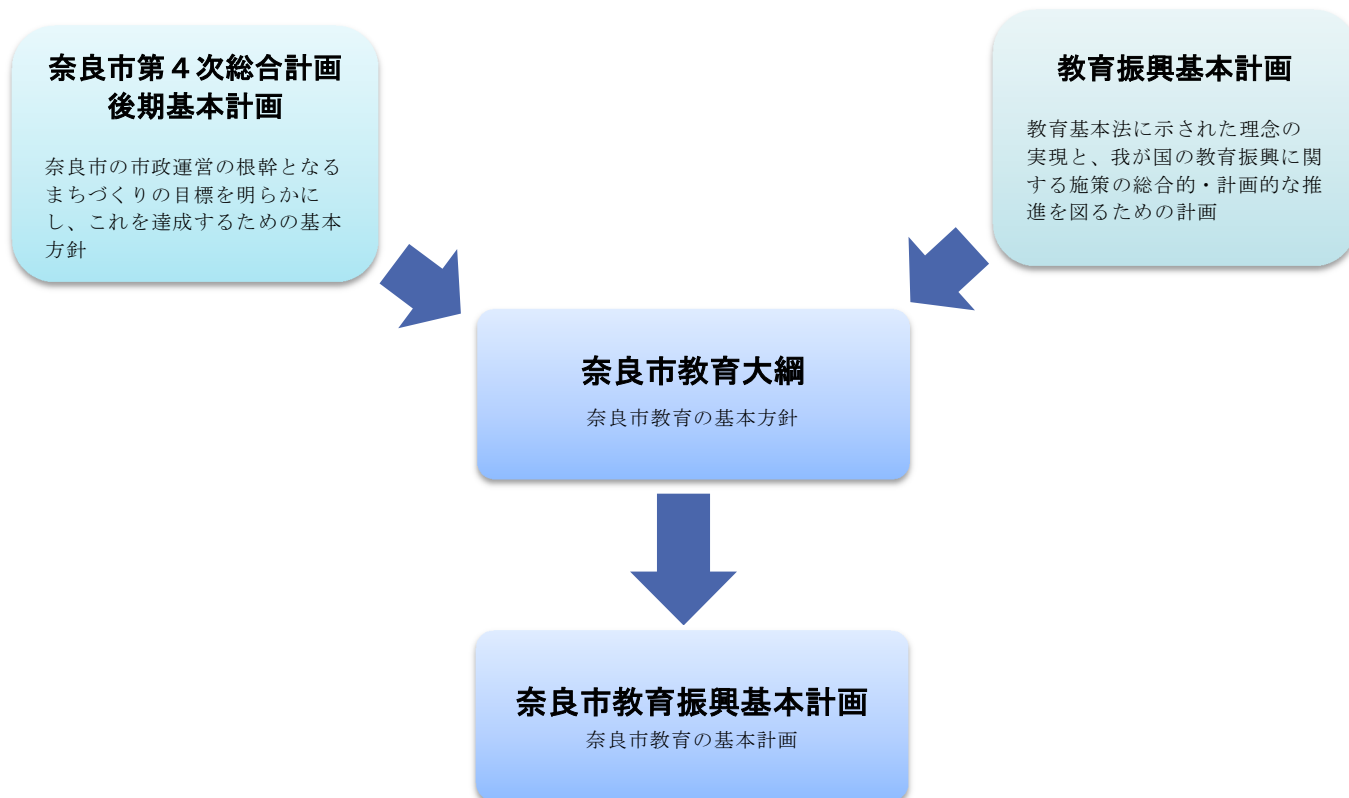 奈良市第４次総合計画
後期基本計画
奈良市の市政運営の根幹となる
まちづくりの目標を明らかに
し、これを達成するための基本
方針
教育振興基本計画
教育基本法に示された理念の
実現と、我が国の教育振興に関
する施策の総合的・計画的な推
進を図るための計画
奈良市教育大綱
奈良市教育の基本方針
奈良市教育振興基本計画
奈良市教育の基本計画